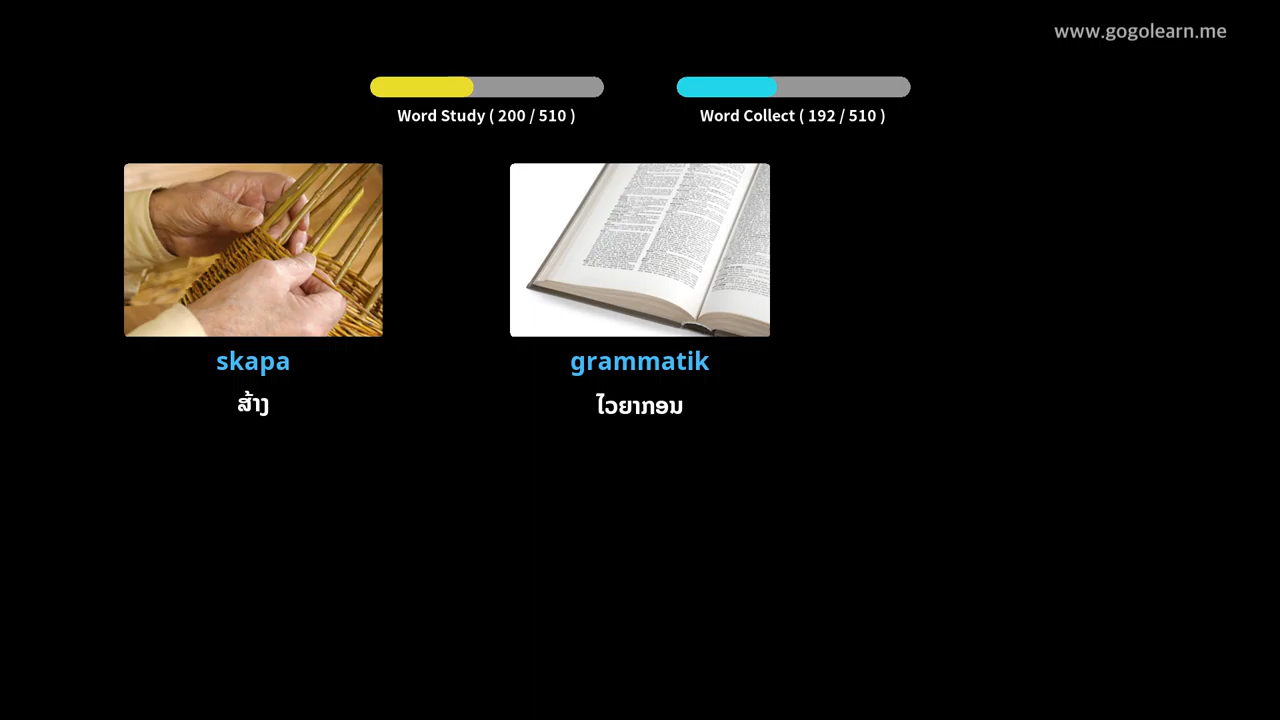 www.gogolearn.me
Word Study ( 200 / 510 )
Word Collect ( 192 / 510 )
skapa
ສ້າງ
grammatik
ໄວຍາກອນ